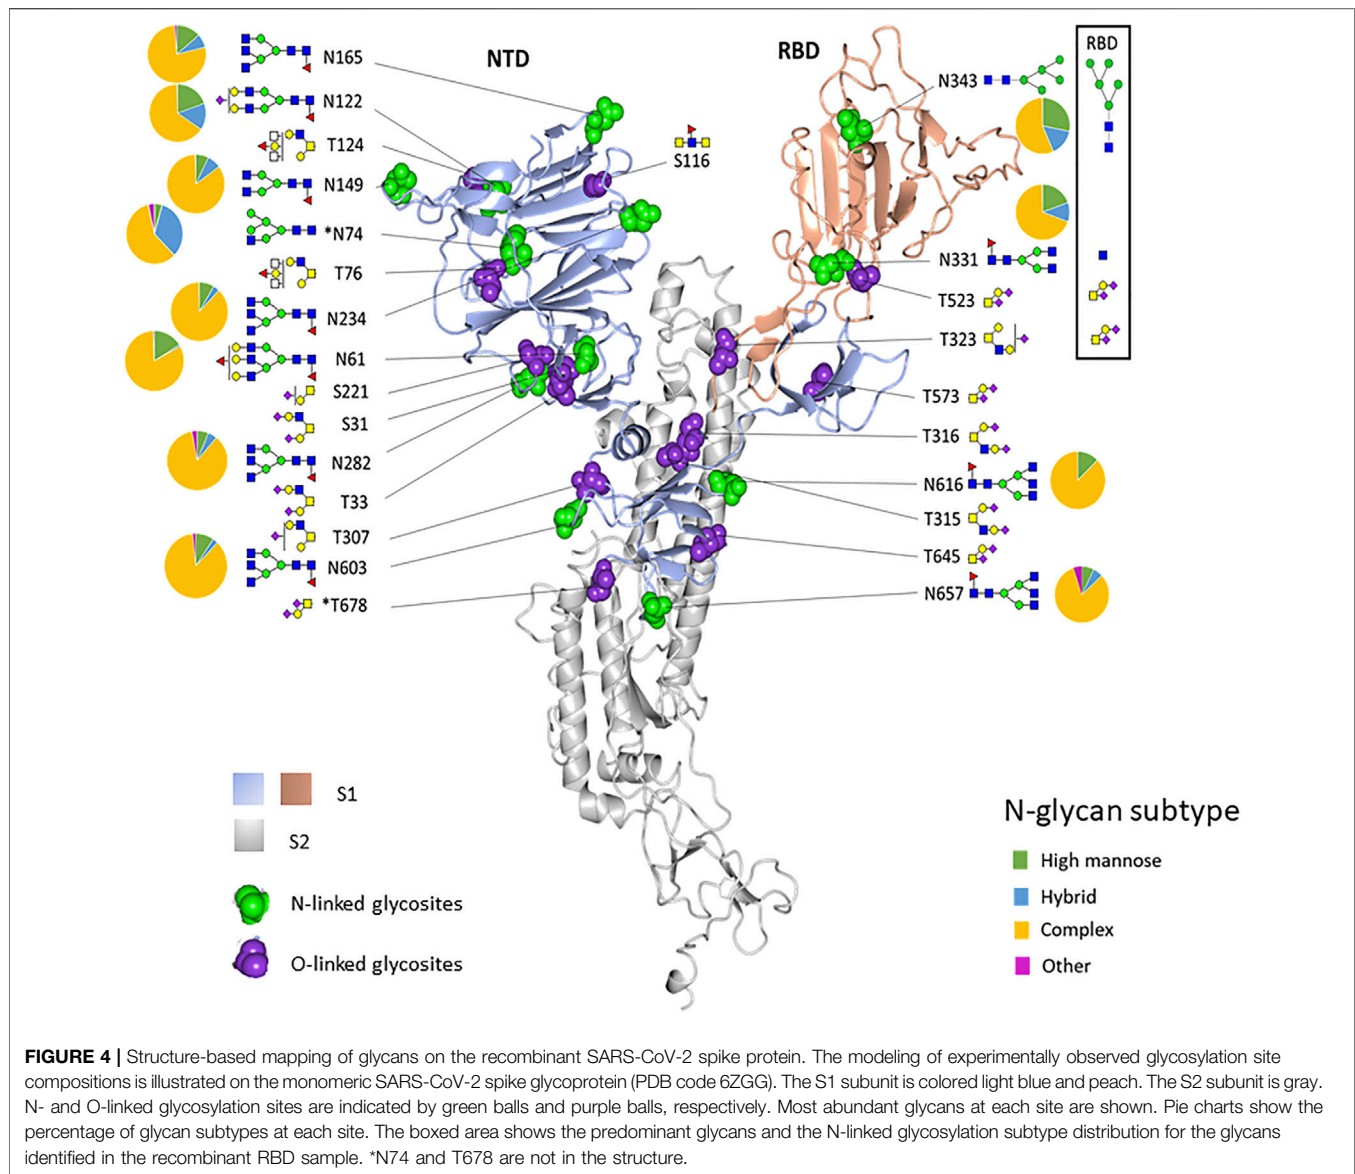 NTD
RBD
RBD
N165
N122
T124
N149
*N74
T76
N234
N61
S221
S31
N282
T33
T307
N603
*T678
S116
N343
N331
T523
T323
T573
T316
N616
T315
T645
N657
S1
S2
N-linked glycosites
O-linked glycosites
N-glycan subtype
High mannose
Hybrid
Complex
Other
FIGURE 4 | Structure-based mapping of glycans on the recombinant SARS-CoV-2 spike protein. The modeling of experimentally observed glycosylation site
compositions is illustrated on the monomeric SARS-CoV-2 spike glycoprotein (PDB code 6ZGG). The S1 subunit is colored light blue and peach. The S2 subunit is gray.
N- and O-linked glycosylation sites are indicated by green balls and purple balls, respectively. Most abundant glycans at each site are shown. Pie charts show the
percentage of glycan subtypes at each site. The boxed area shows the predominant glycans and the N-linked glycosylation subtype distribution for the glycans
identified in the recombinant RBD sample. *N74 and T678 are not in the structure.